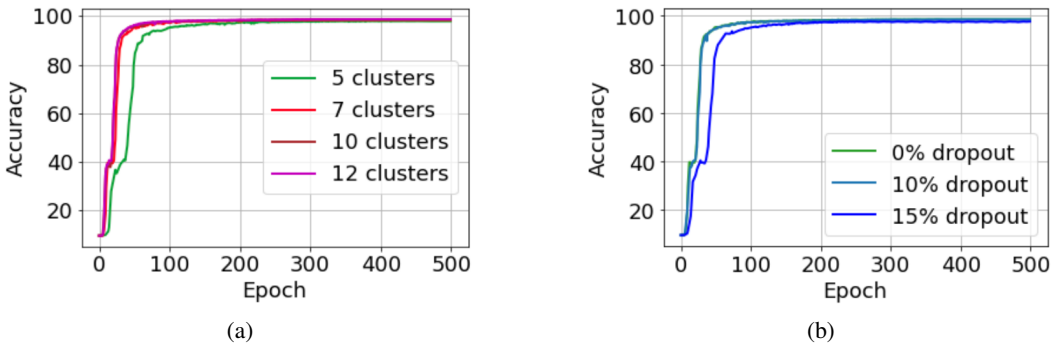 100
80
60
40
20
Accuracy
5 clusters
7 clusters
10 clusters
12 clusters
0 100 200 300 400 500
Epoch
(a)
100
80
60
40
20
Accuracy
0% dropout
10% dropout
15% dropout
0 100 200 300 400 500
Epoch
(b)